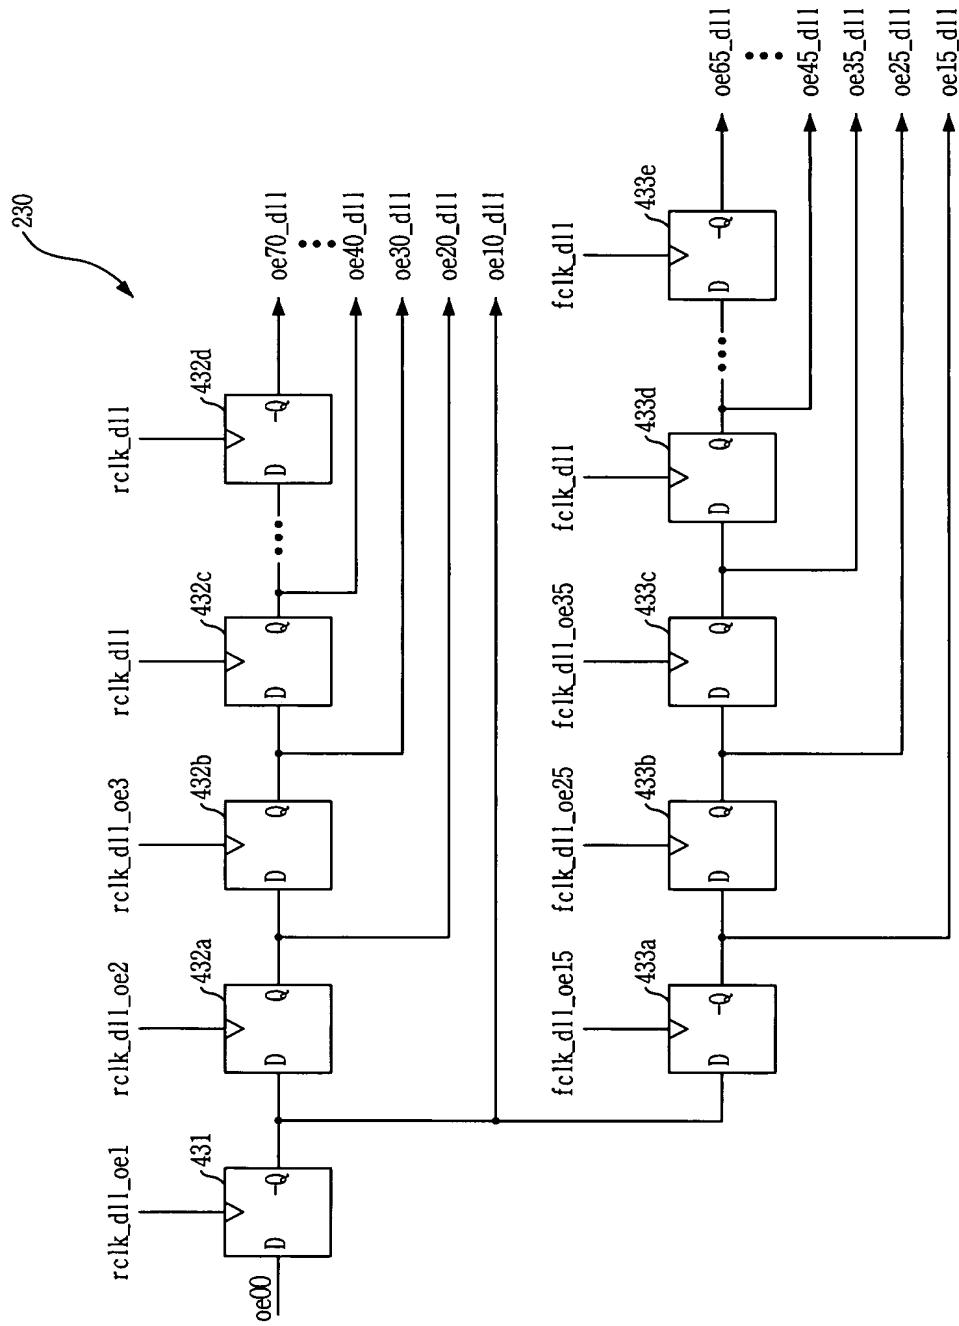 230
rclk_dll_oe1
rclk_dll_oe2
rclk_dll_oe3
rclk_dll
rclk_dll
431
432a
432b
432c
432d
oe00
D Q
D Q
D Q
D Q
D Q
oe70_dll
oe40_dll
oe30_dll
oe20_dll
oe10_dll
fclk_dll_oe15
fclk_dll_oe25
fclk_dll_oe35
fclk_dll
fclk_dll
433a
433b
433c
433d
433e
D Q
D Q
D Q
D Q
D Q
oe65_dll
oe45_dll
oe35_dll
oe25_dll
oe15_dll